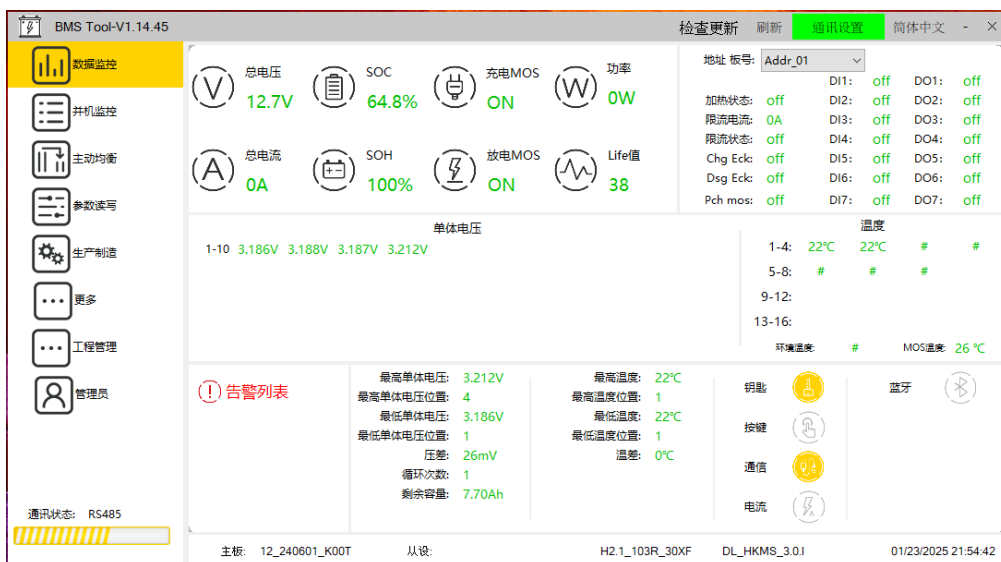 BMS Tool-V1.14.45 检查更新 刷新 通讯设置 简体中文 - ×
数据监控
并机监控
主动均衡
参数读写
生产制造
更多
工程管理
管理员
通讯状态: RS485
总电压 12.7V
SOC 64.8%
充电MOS ON
功率 0W
总电流 0A
SOH 100%
放电MOS ON
Life值 38
地址 板号: Addr_01
DI1: off DO1: off
加热状态: off DI2: off DO2: off
限流电流: 0A DI3: off DO3: off
限流状态: off DI4: off DO4: off
Chg Eck: off DI5: off DO5: off
Dsg Eck: off DI6: off DO6: off
Pch mos: off DI7: off DO7: off
单体电压
1-10 3.186V 3.188V 3.187V 3.212V
温度
1-4: 22℃ 22℃ # #
5-8: # # #
9-12:
13-16:
环境温度: # MOS温度: 26 ℃
告警列表
最高单体电压: 3.212V
最高单体电压位置: 4
最低单体电压: 3.186V
最低单体电压位置: 1
压差: 26mV
循环次数: 1
剩余容量: 7.70Ah
最高温度: 22℃
最高温度位置: 1
最低温度: 22℃
最低温度位置: 1
温差: 0℃
钥匙
按键
通信
电流
蓝牙
主板: 12_240601_K00T 从设: H2.1_103R_30XF DL_HKMS_3.0.I 01/23/2025 21:54:42